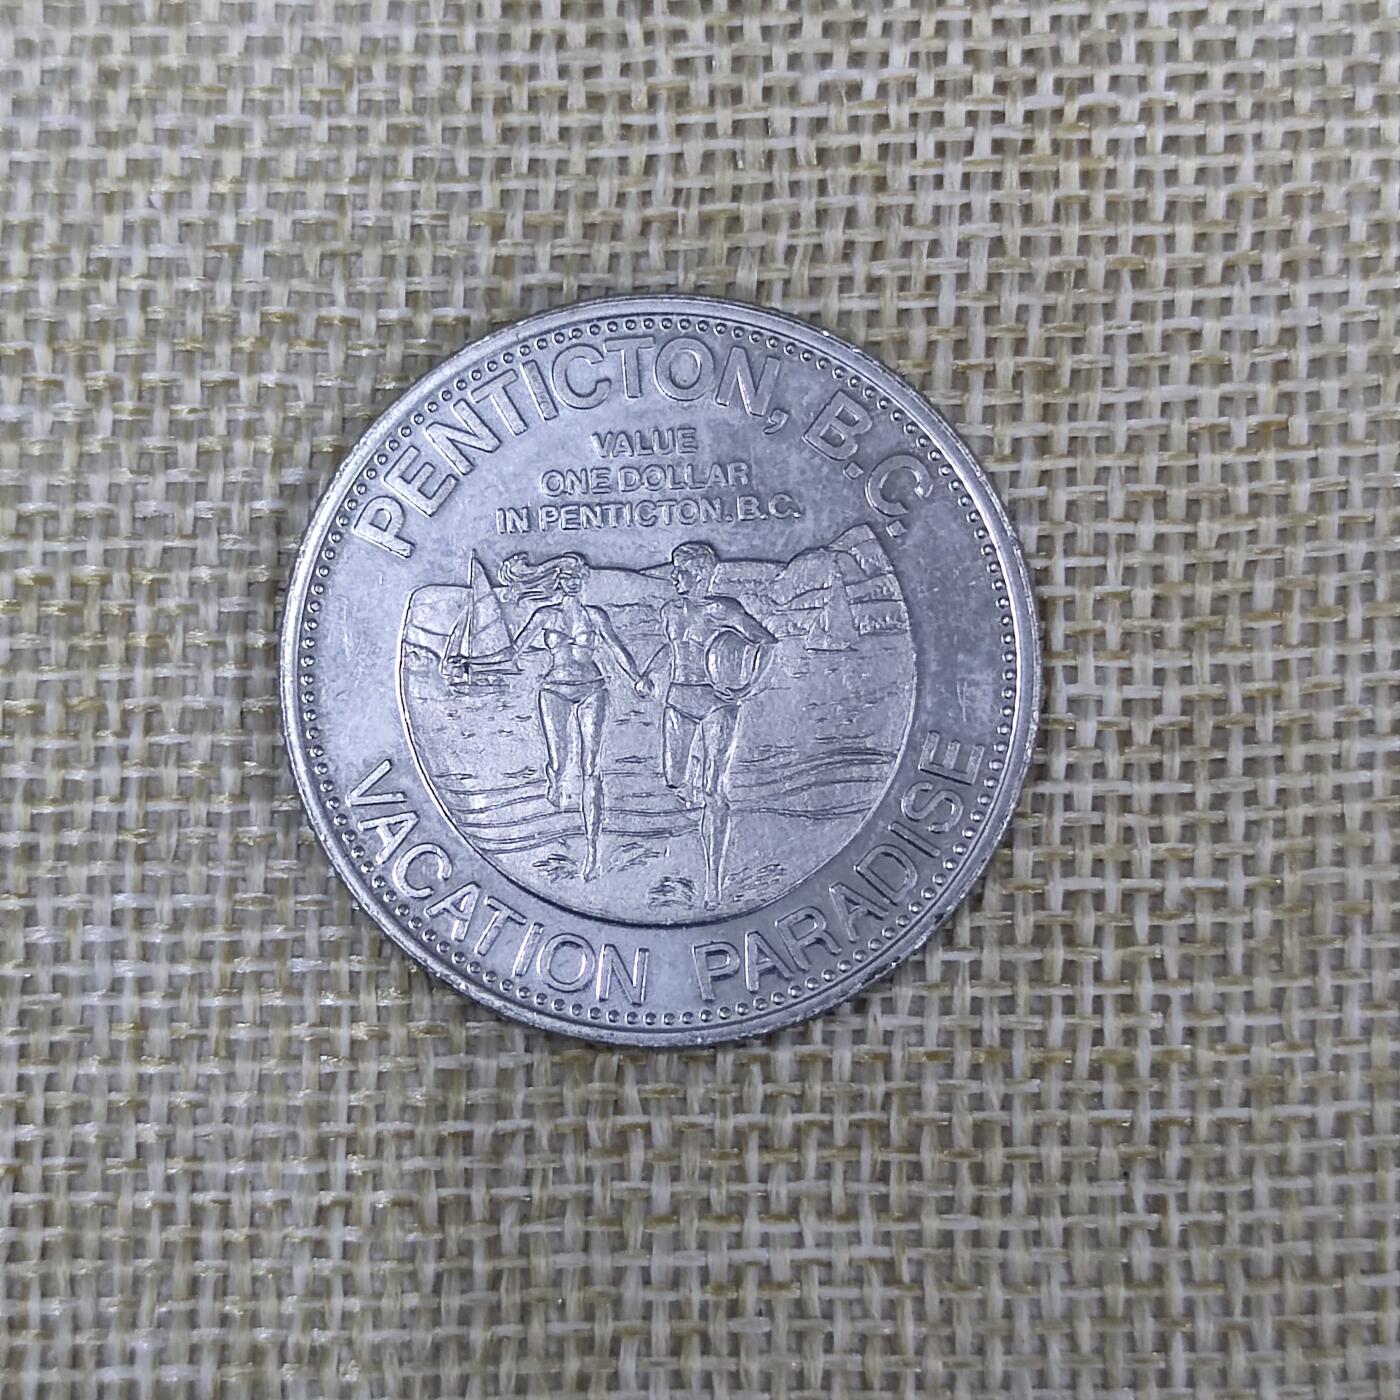 PENTICTON, B.C.
VALUE
ONE DOLLAR
IN PENTICTON, B.C.
VACATION PARADISE